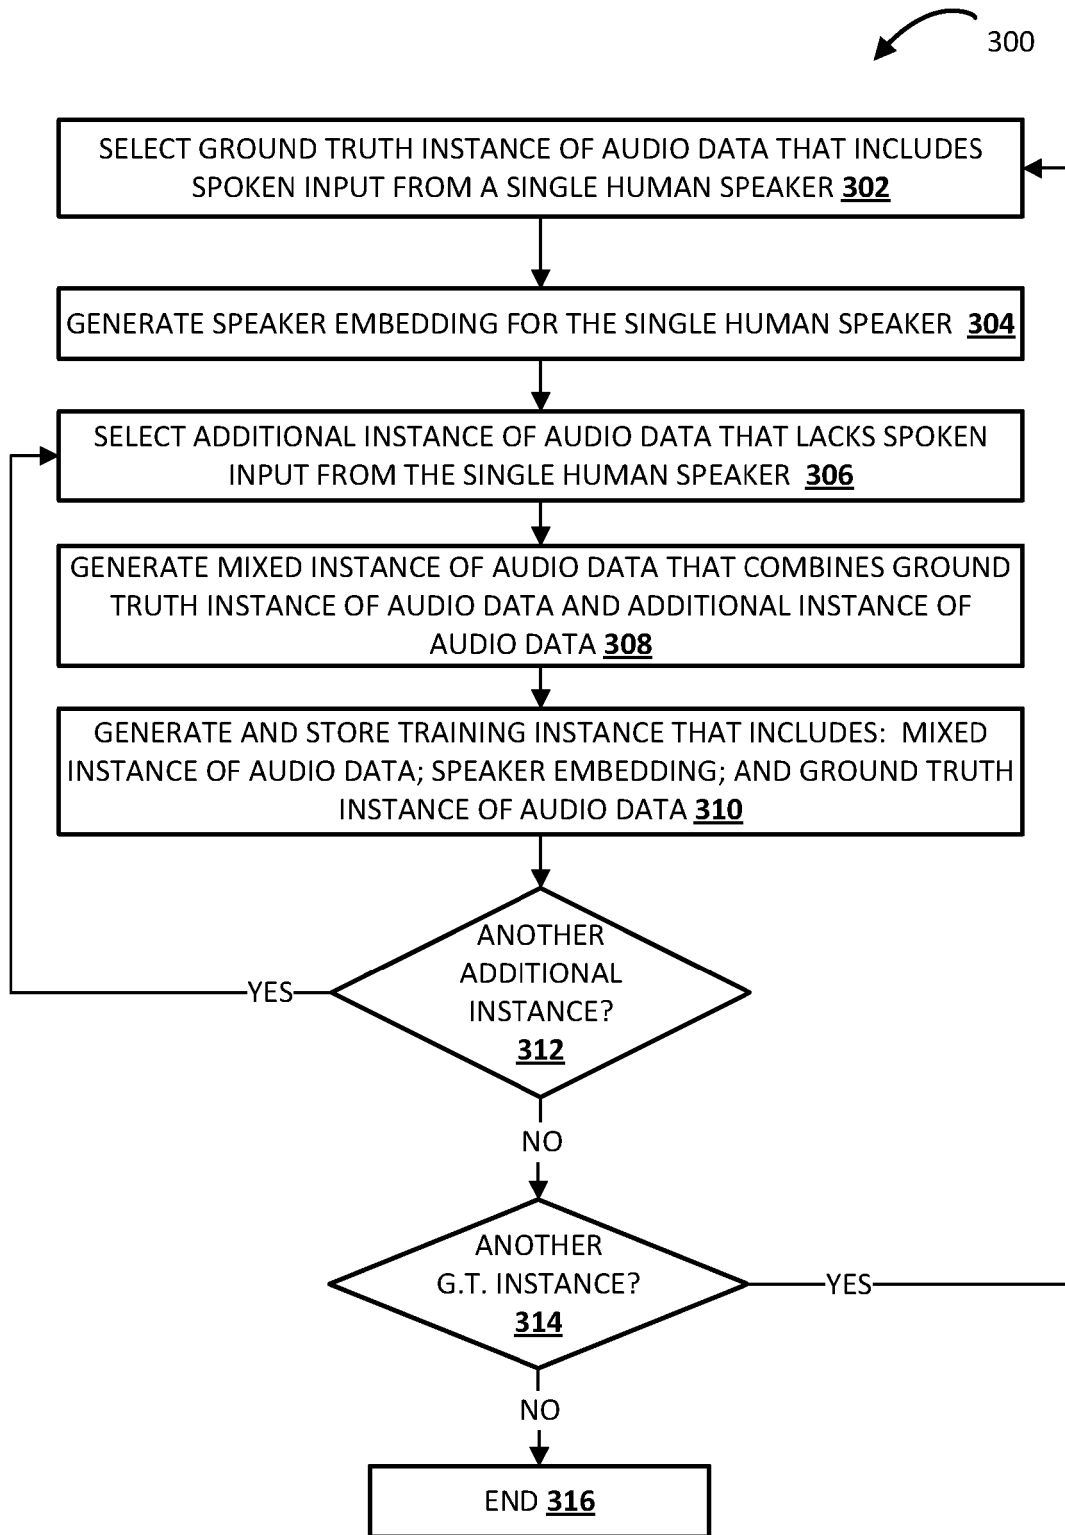 300
SELECT GROUND TRUTH INSTANCE OF AUDIO DATA THAT INCLUDES
SPOKEN INPUT FROM A SINGLE HUMAN SPEAKER 302
GENERATE SPEAKER EMBEDDING FOR THE SINGLE HUMAN SPEAKER 304
SELECT ADDITIONAL INSTANCE OF AUDIO DATA THAT LACKS SPOKEN
INPUT FROM THE SINGLE HUMAN SPEAKER 306
GENERATE MIXED INSTANCE OF AUDIO DATA THAT COMBINES GROUND
TRUTH INSTANCE OF AUDIO DATA AND ADDITIONAL INSTANCE OF
AUDIO DATA 308
GENERATE AND STORE TRAINING INSTANCE THAT INCLUDES: MIXED
INSTANCE OF AUDIO DATA; SPEAKER EMBEDDING; AND GROUND TRUTH
INSTANCE OF AUDIO DATA 310
ANOTHER
ADDITIONAL
INSTANCE?
312
YES
NO
ANOTHER
G.T. INSTANCE?
314
YES
NO
END 316